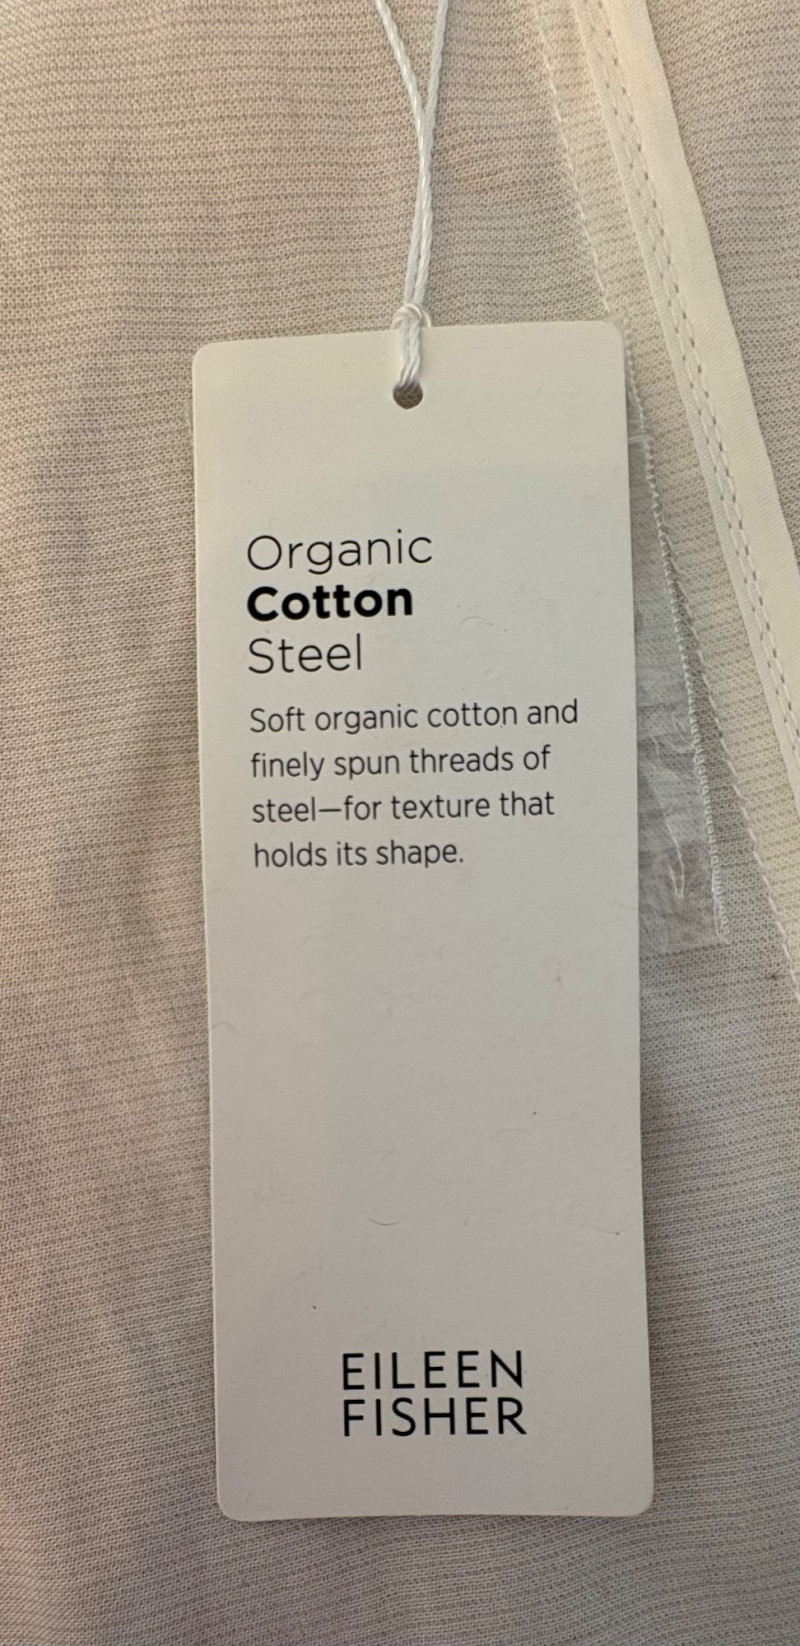 Organic
Cotton
Steel
Soft organic cotton and
finely spun threads of
steel—for texture that
holds its shape.
EILEEN
FISHER